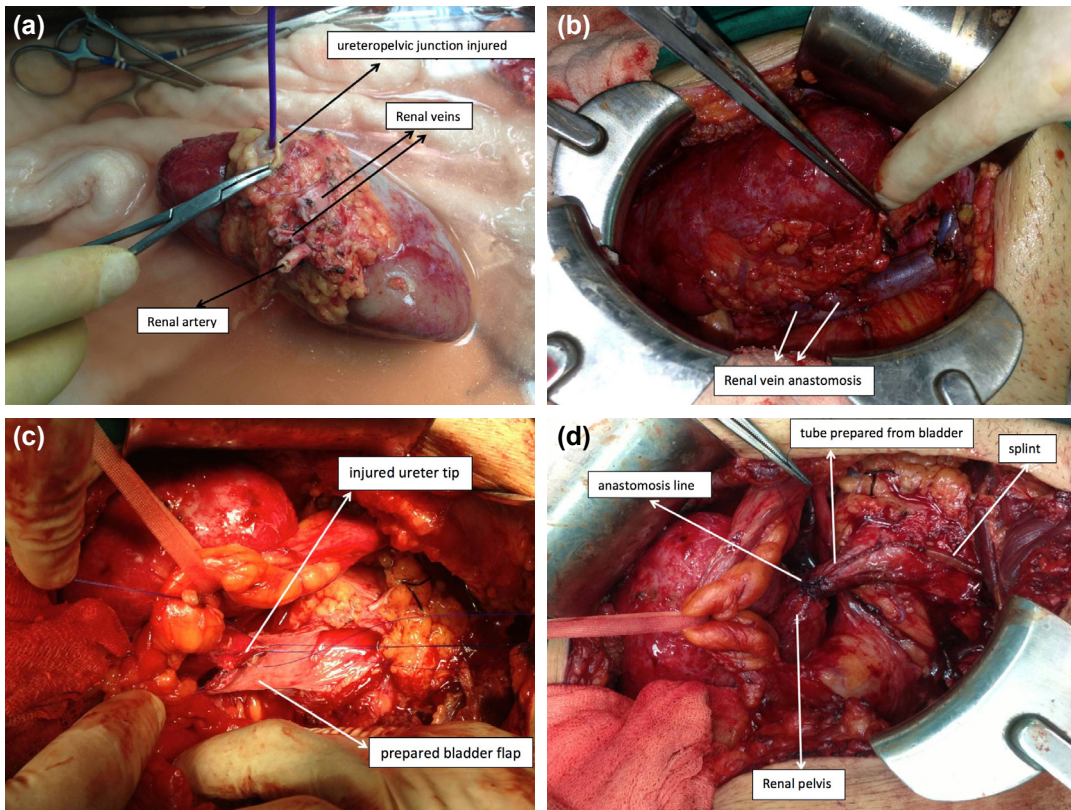 (a)
ureteropelvic junction injured
Renal veins
Renal artery
(b)
Renal vein anastomosis
(c)
injured ureter tip
prepared bladder flap
(d)
tube prepared from bladder
splint
anastomosis line
Renal pelvis